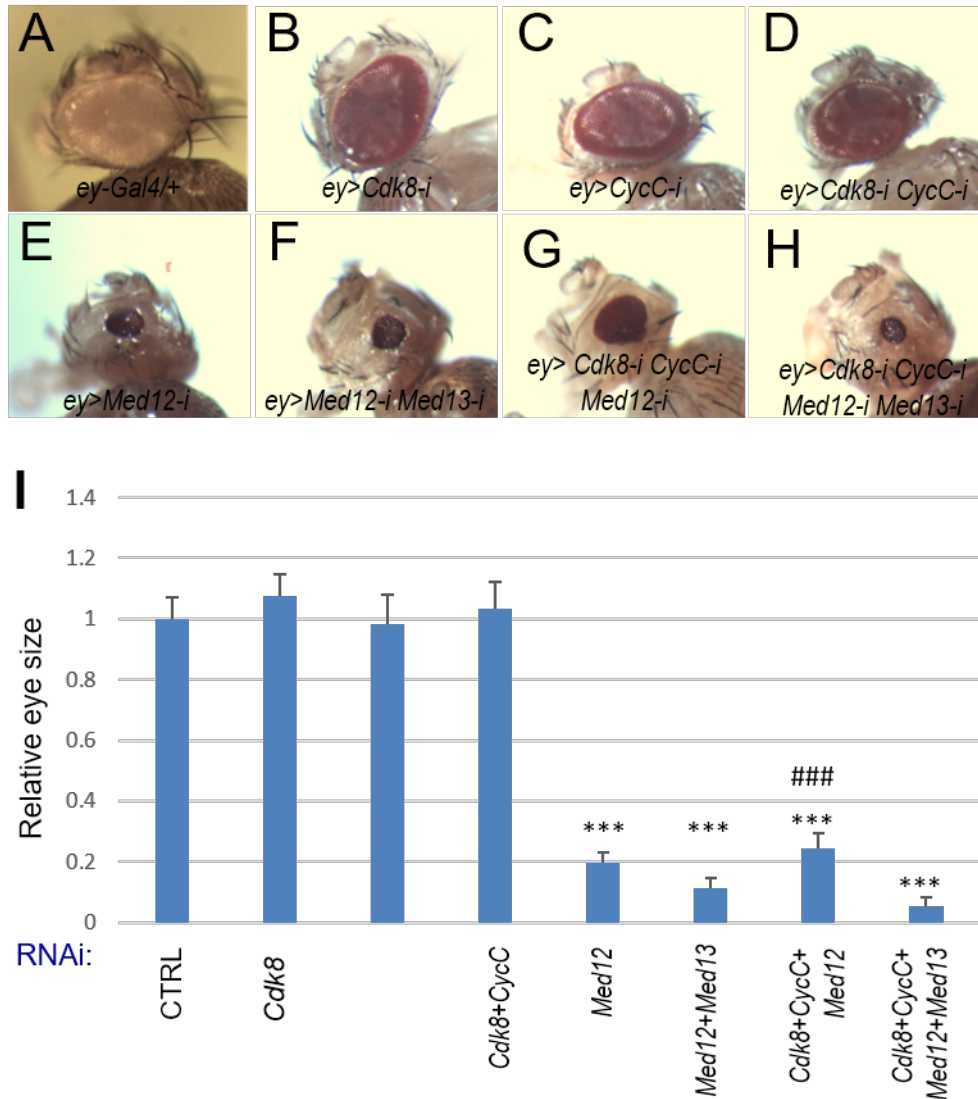 A
ey-Gal4/+
B
ey>Cdk8-i
C
ey>CycC-i
D
ey>Cdk8-i CycC-i
E
ey>Med12-i
F
ey>Med12-i Med13-i
G
ey> Cdk8-i CycC-i
Med12-i
H
ey>Cdk8-i CycC-i
Med12-i Med13-i
I
Relative eye size
1.4
1.2
1
0.8
0.6
0.4
0.2
0
***
***
###
***
***
RNAi:
CTRL
Cdk8
Cdk8+CycC
Med12
Med12+Med13
Cdk8+CycC+
Med12
Cdk8+CycC+
Med12+Med13